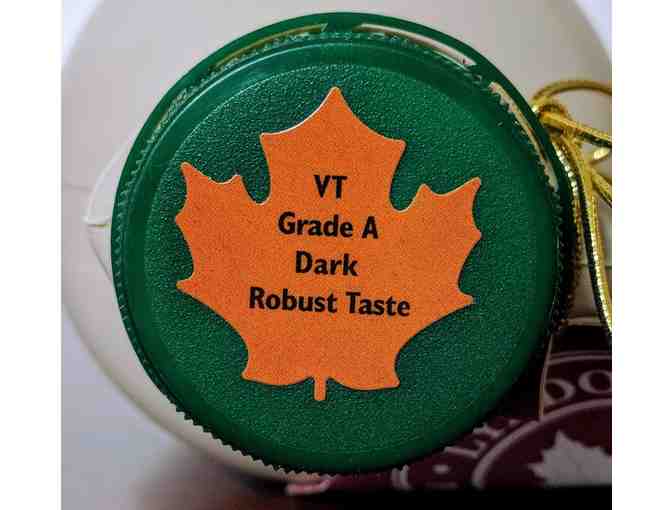 VT
Grade A
Dark
Robust Taste